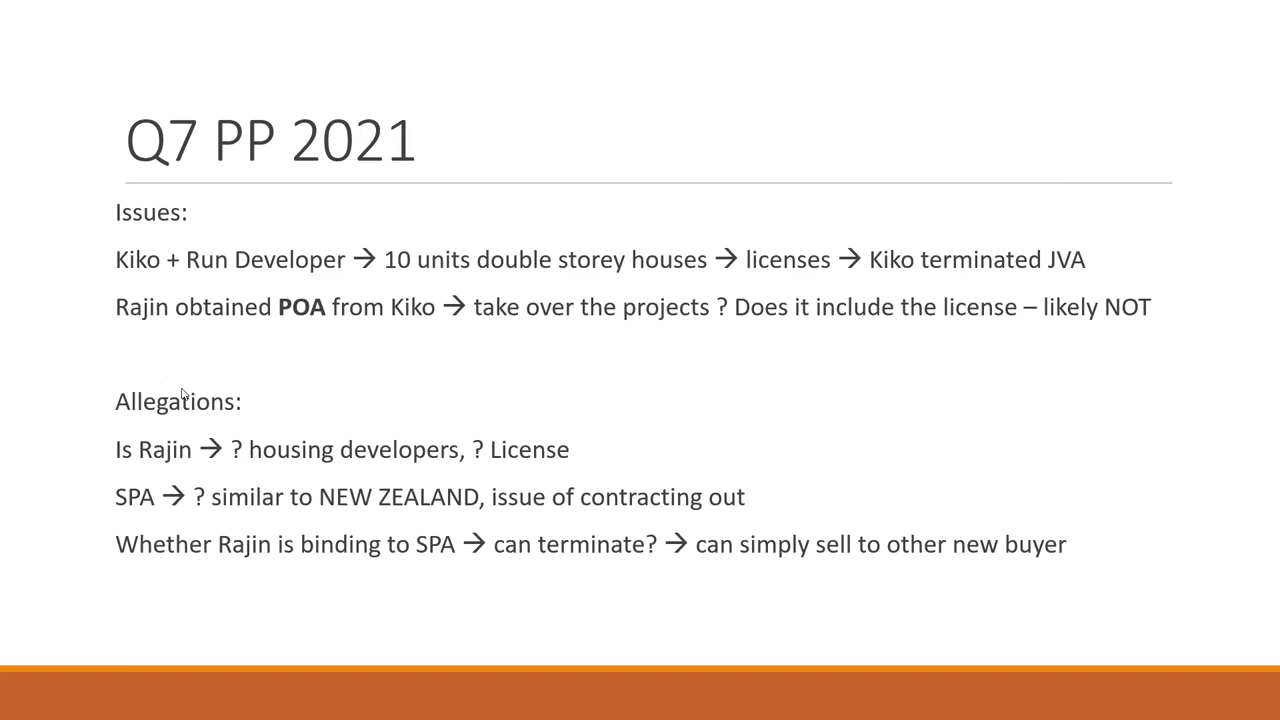 Q7 PP 2021
Issues:
Kiko + Run Developer → 10 units double storey houses → licenses → Kiko terminated JVA
Rajin obtained POA from Kiko → take over the projects ? Does it include the license – likely NOT
Allegations:
Is Rajin → ? housing developers, ? License
SPA → ? similar to NEW ZEALAND, issue of contracting out
Whether Rajin is binding to SPA → can terminate? → can simply sell to other new buyer